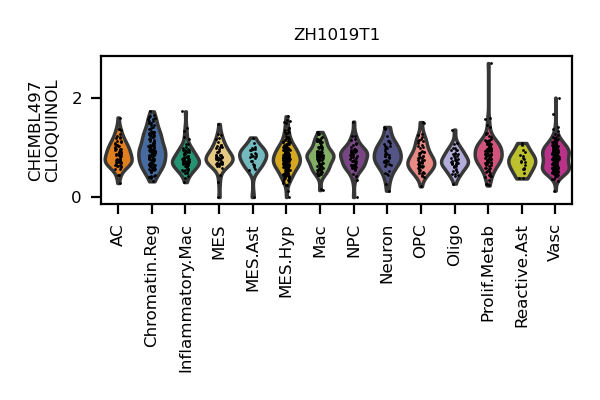 ZH1019T1
CHEMBL497
CLIOQUINOL
2
0
AC
Chromatin.Reg
Inflammatory.Mac
MES
MES.Ast
MES.Hyp
Mac
NPC
Neuron
OPC
Oligo
Prolif.Metab
Reactive.Ast
Vasc